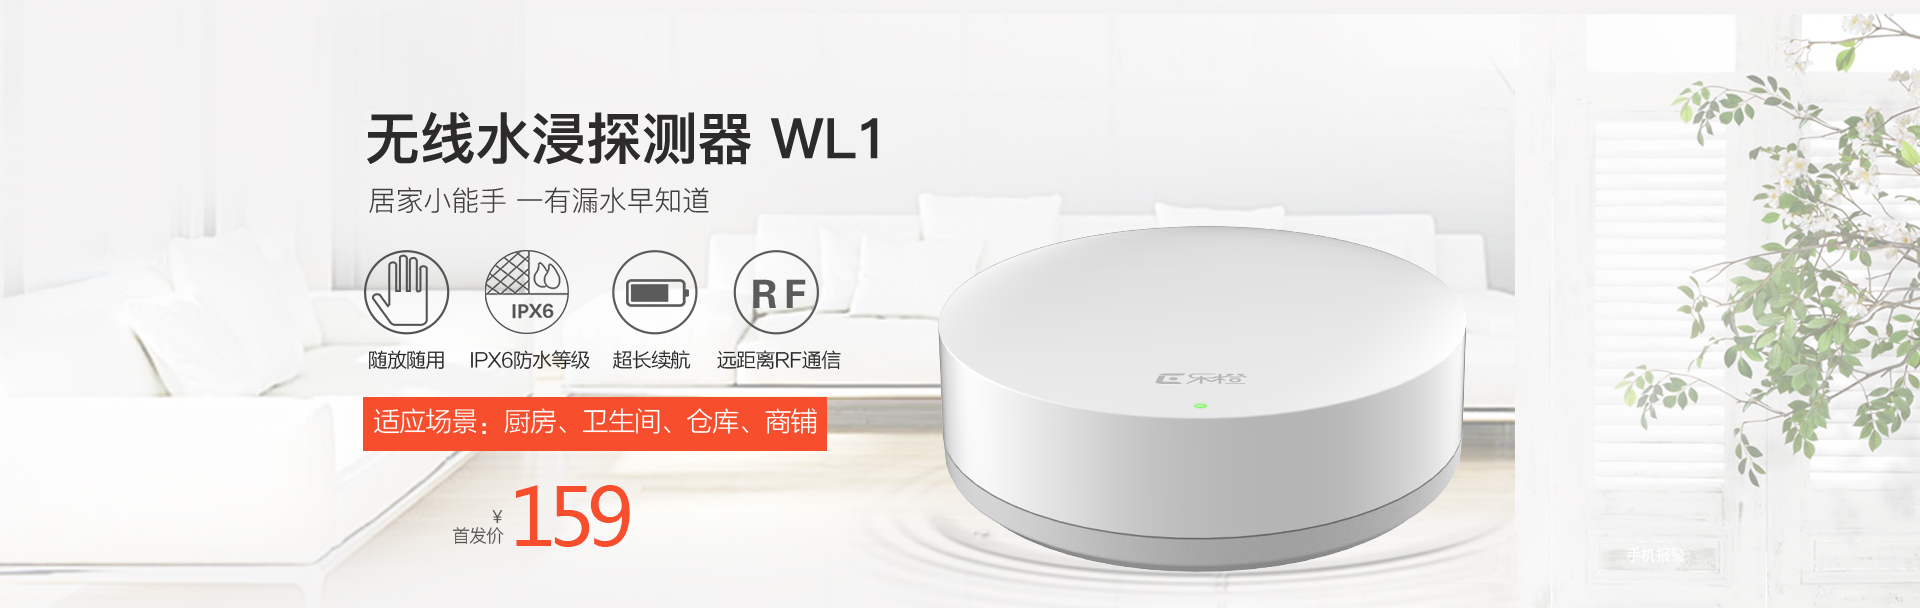 无线水浸探测器 WL1
居家小能手 一有漏水早知道
IPX6
RF
随放随用 IPX6防水等级 超长续航 远距离RF通信
适应场景：厨房、卫生间、仓库、商铺
¥
首发价 159
乐橙
手机报警